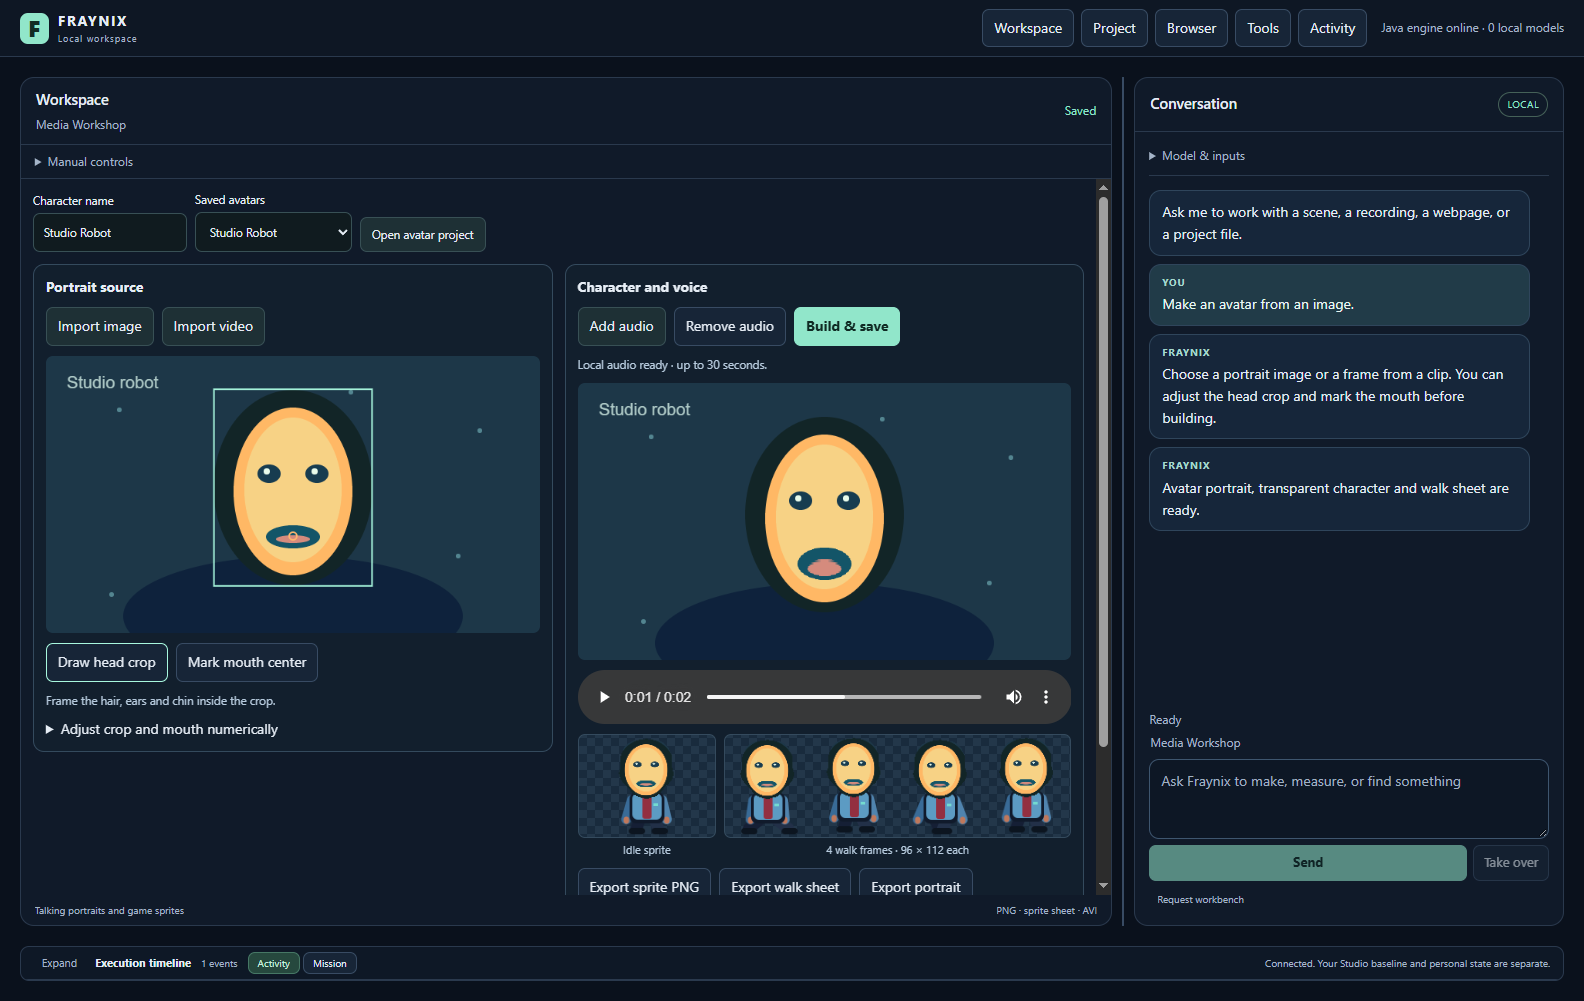 F
FRAYNIX
Local workspace
Workspace
Project
Browser
Tools
Activity
Java engine online · 0 local models
Workspace
Media Workshop
Saved
▶ Manual controls
Character name
Saved avatars
Studio Robot
Studio Robot
Open avatar project
Portrait source
Import image
Import video
Studio robot
Draw head crop
Mark mouth center
Frame the hair, ears and chin inside the crop.
▶ Adjust crop and mouth numerically
Character and voice
Add audio
Remove audio
Build & save
Local audio ready · up to 30 seconds.
Studio robot
0:01 / 0:02
Idle sprite
4 walk frames · 96 × 112 each
Export sprite PNG
Export walk sheet
Export portrait
Talking portraits and game sprites
PNG · sprite sheet · AVI
Conversation
LOCAL
▶ Model & inputs
Ask me to work with a scene, a recording, a webpage, or
a project file.
YOU
Make an avatar from an image.
FRAYNIX
Choose a portrait image or a frame from a clip. You can
adjust the head crop and mark the mouth before
building.
FRAYNIX
Avatar portrait, transparent character and walk sheet are
ready.
Ready
Media Workshop
Ask Fraynix to make, measure, or find something
Send
Take over
Request workbench
Expand
Execution timeline
1 events
Activity
Mission
Connected. Your Studio baseline and personal state are separate.